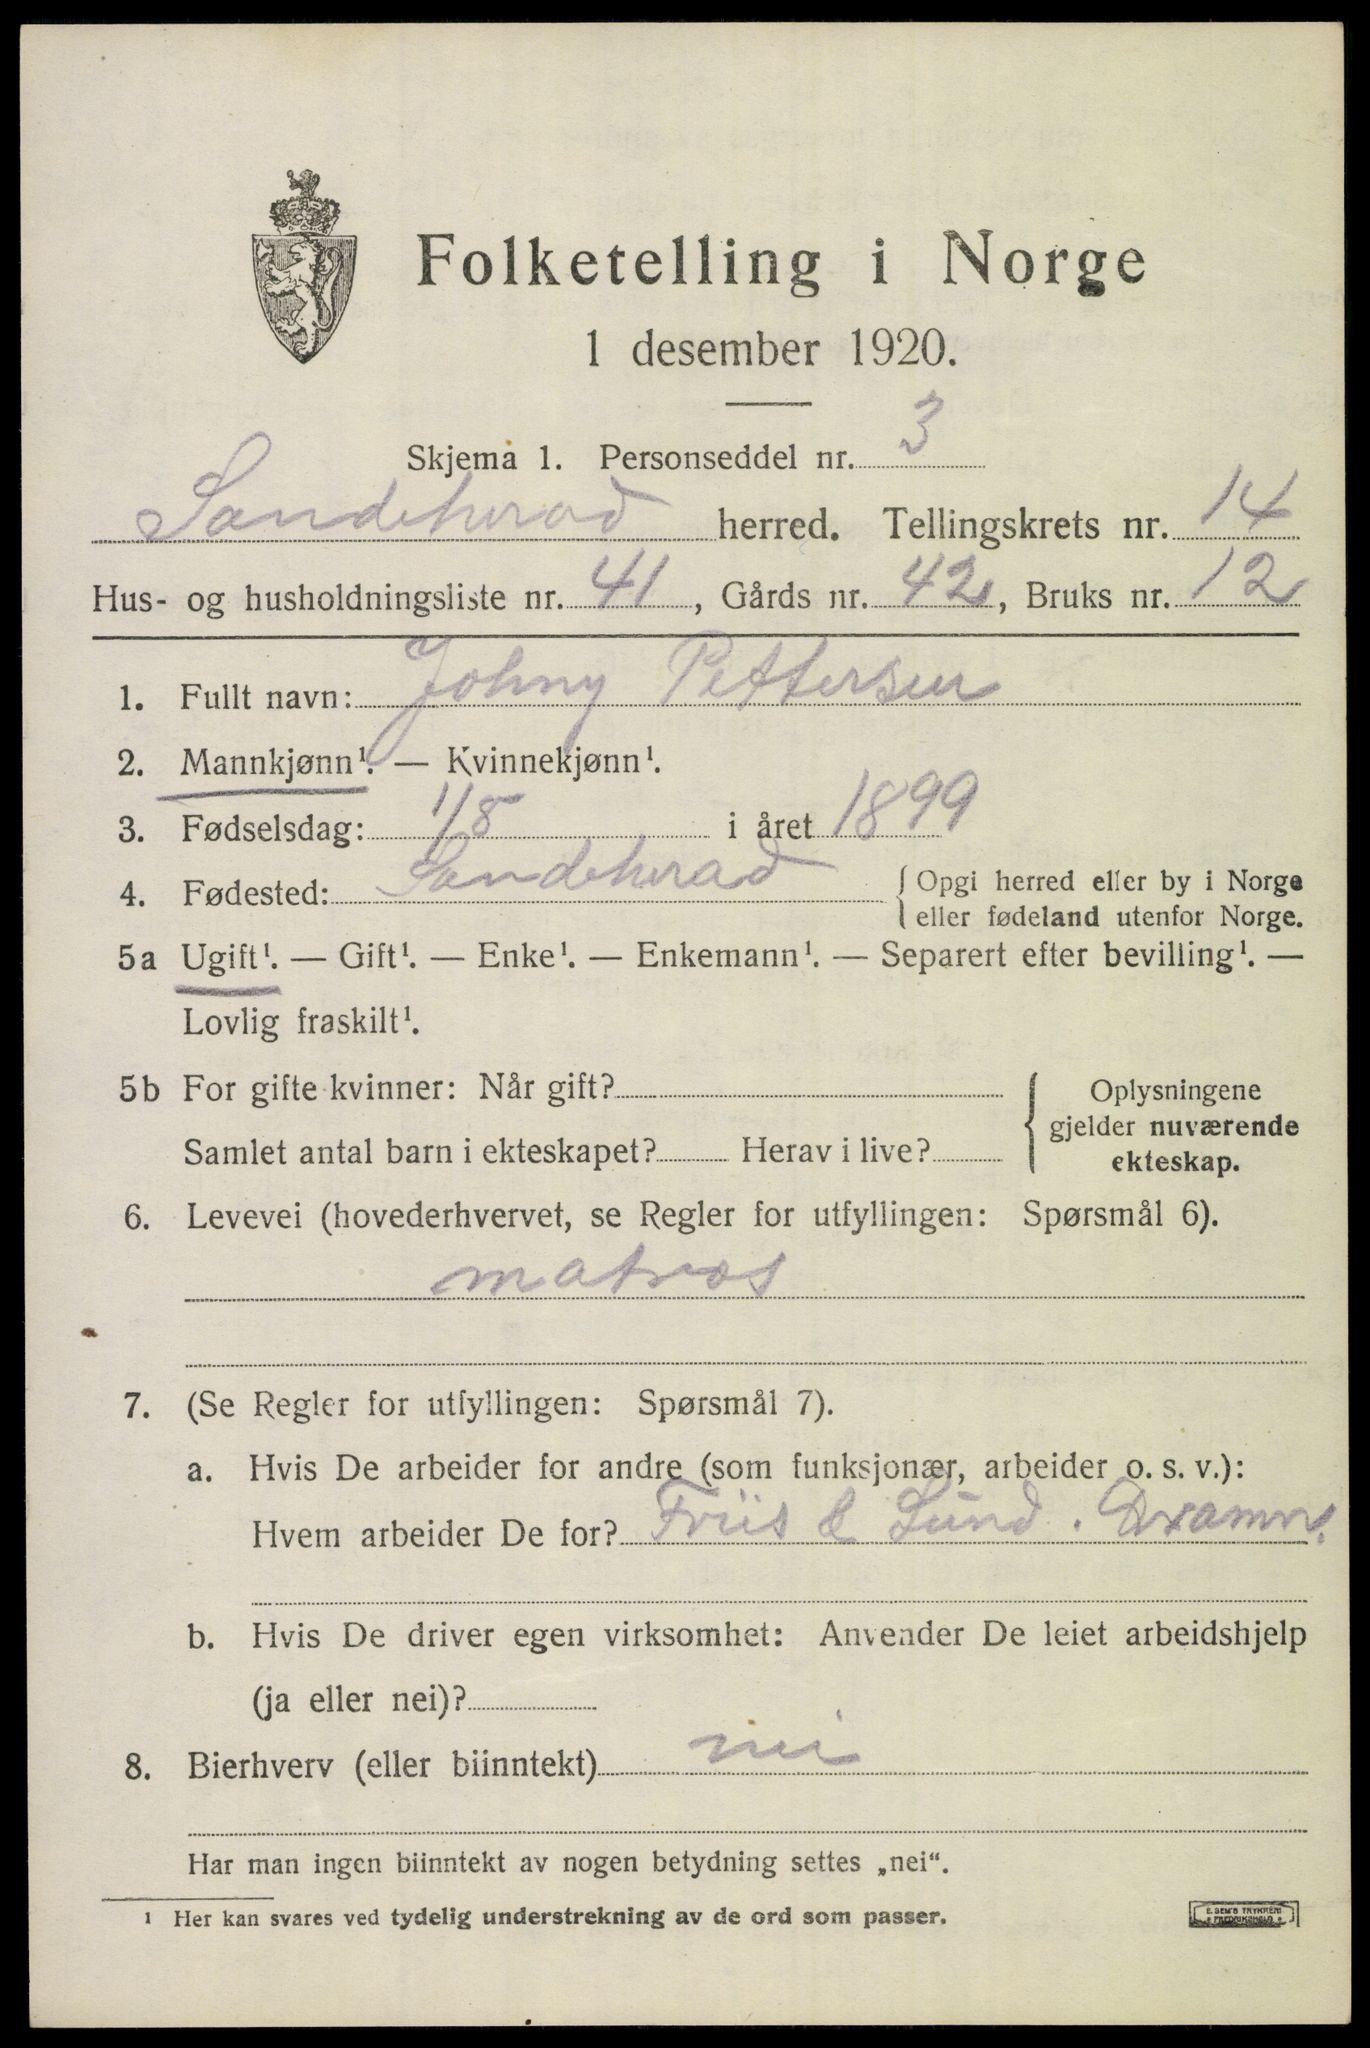 Folketelling i Norge
1 desember 1920.
Skjema 1. Personseddel nr. 3
Sandeherad herred. Tellingskrets nr. 14
Hus- og husholdningsliste nr. 41, Gårds nr. 42, Bruks nr. 12
1. Fullt navn: Johny Pettersen
2. Mannkjønn¹. — Kvinnekjønn¹.
3. Fødselsdag: 1/8 i året 1899
4. Fødested: Sandeherad { Opgi herred eller by i Norge
eller fødeland utenfor Norge.
5a Ugift¹. — Gift¹. — Enke¹. — Enkemann¹. — Separert efter bevilling¹. —
Lovlig fraskilt¹.
5b For gifte kvinner: Når gift? { Oplysningene
gjelder nuværende
Samlet antal barn i ekteskapet? Herav i live? ekteskap.
6. Levevei (hovederhvervet, se Regler for utfyllingen: Spørsmål 6).
matros
7. (Se Regler for utfyllingen: Spørsmål 7).
a. Hvis De arbeider for andre (som funksjonær, arbeider o. s. v.):
Hvem arbeider De for? Friis & Lund.
b. Hvis De driver egen virksomhet: Anvender De leiet arbeidshjelp
(ja eller nei)?
8. Bierhverv (eller biinntekt) nei
Har man ingen biinntekt av nogen betydning settes „nei“.
¹ Her kan svares ved tydelig understrekning av de ord som passer.
E. SEM'S TRYKKERI
FREDRIKSHALD